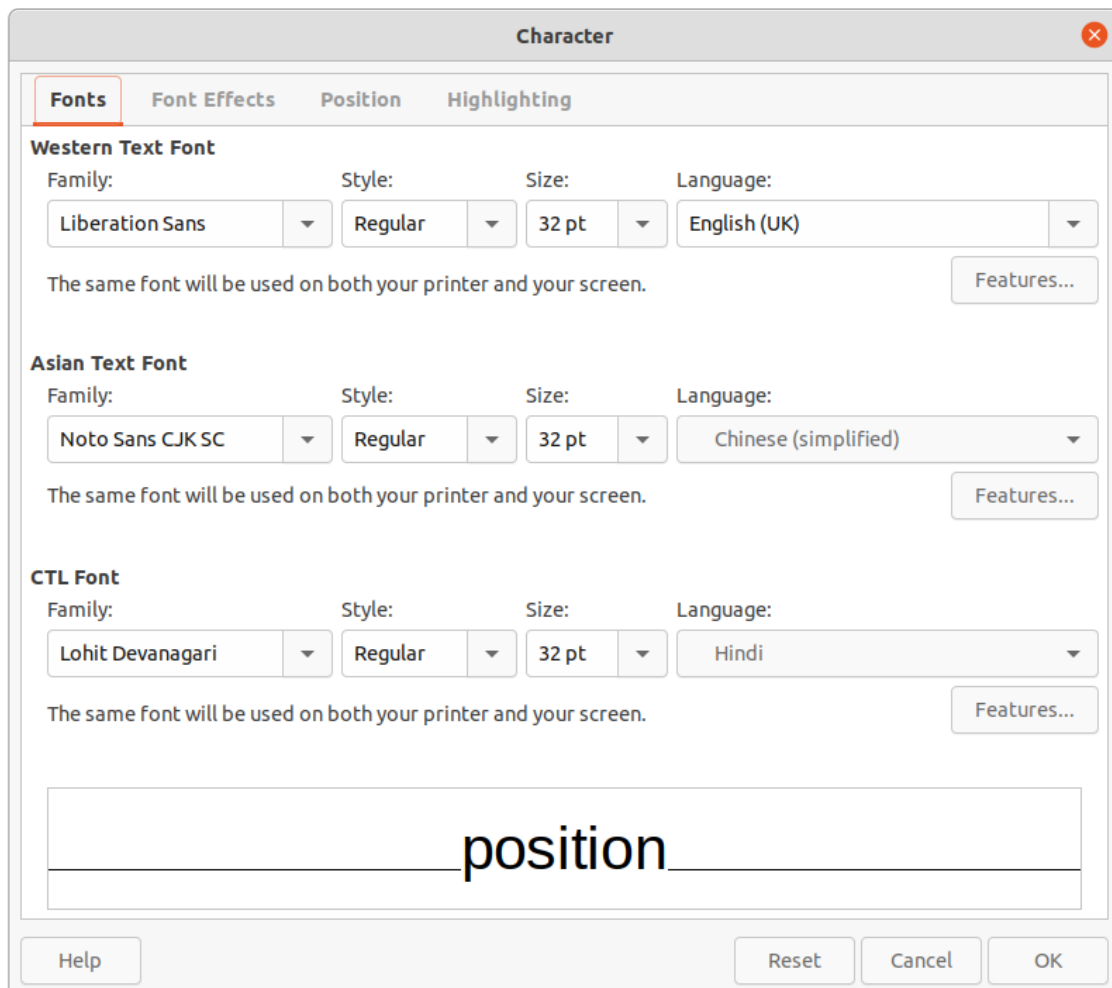 Character
Fonts Font Effects Position Highlighting
Western Text Font
Family: Style: Size: Language:
Liberation Sans Regular 32 pt English (UK)
The same font will be used on both your printer and your screen. Features...
Asian Text Font
Family: Style: Size: Language:
Noto Sans CJK SC Regular 32 pt Chinese (simplified)
The same font will be used on both your printer and your screen. Features...
CTL Font
Family: Style: Size: Language:
Lohit Devanagari Regular 32 pt Hindi
The same font will be used on both your printer and your screen. Features...
position
Help Reset Cancel OK